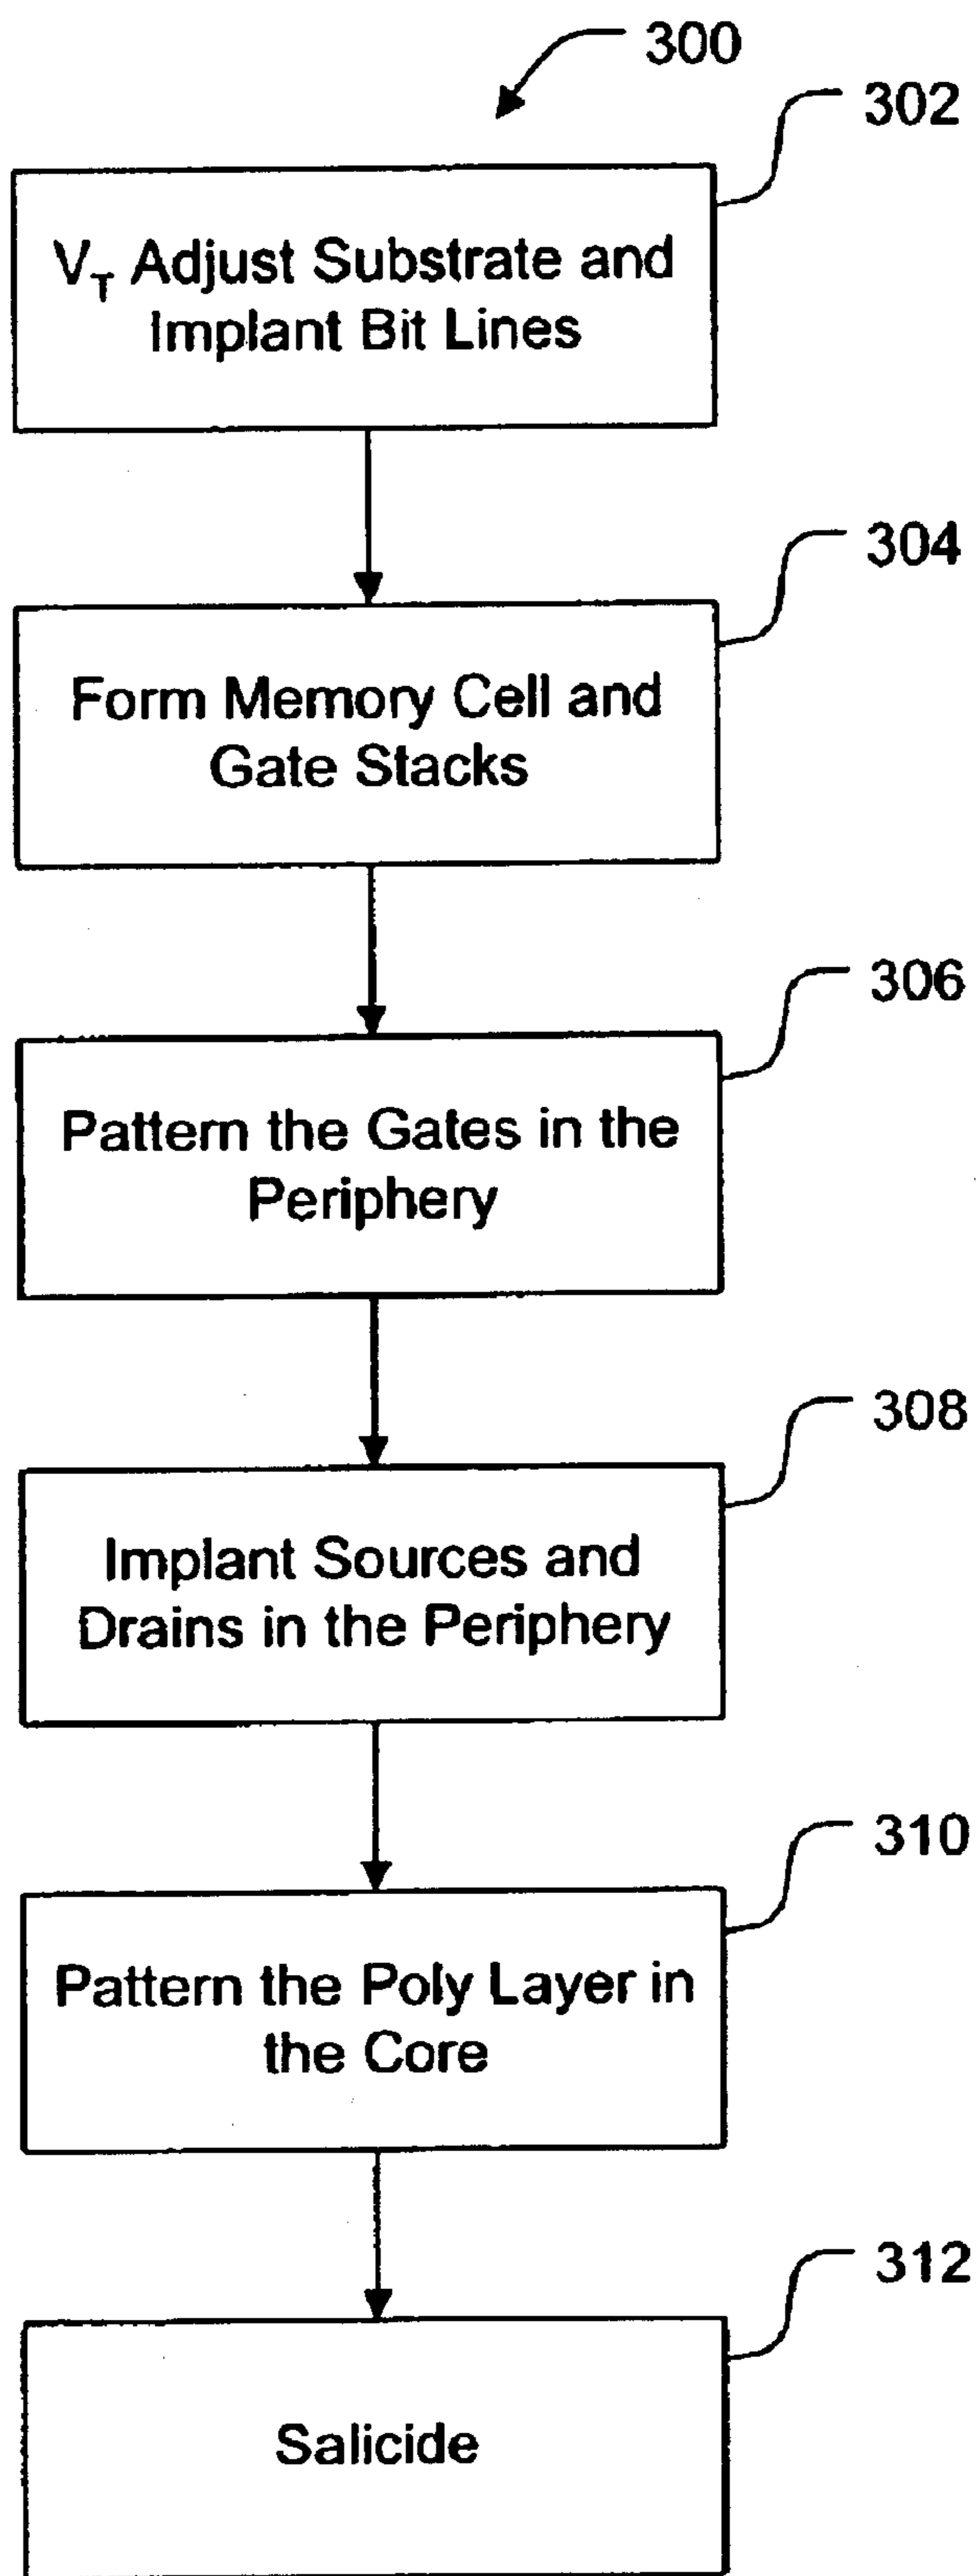 300
302
V_T Adjust Substrate and
Implant Bit Lines
304
Form Memory Cell and
Gate Stacks
306
Pattern the Gates in the
Periphery
308
Implant Sources and
Drains in the Periphery
310
Pattern the Poly Layer in
the Core
312
Salicide